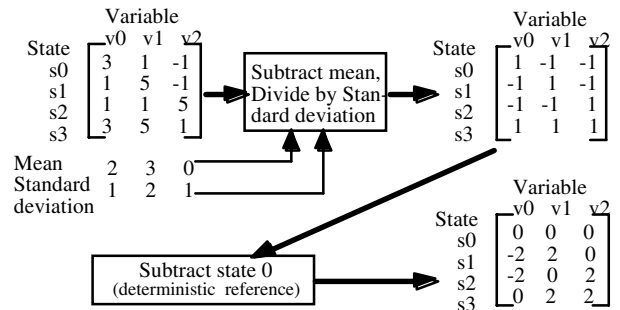 Variable
State v0 v1 v2
s0 3 1 -1
s1 1 5 -1
s2 1 1 5
s3 3 5 1
Mean 2 3 0
Standard deviation 1 2 1
Subtract mean,
Divide by Stan-
dard deviation
Variable
State v0 v1 v2
s0 1 -1 -1
s1 -1 1 -1
s2 -1 -1 1
s3 1 1 1
Subtract state 0
(deterministic reference)
Variable
State v0 v1 v2
s0 0 0 0
s1 -2 2 0
s2 -2 0 2
s3 0 2 2